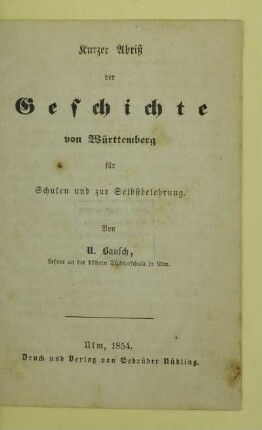 Kurzer Abriß
der
Geschichte
von Württemberg
für
Schulen und zur Selbstbelehrung.
Von
U. Bausch,
Lehrer an der höhern Töchterschule in Ulm.
Ulm, 1854.
Druck und Verlag von Gebrüder Nübling.